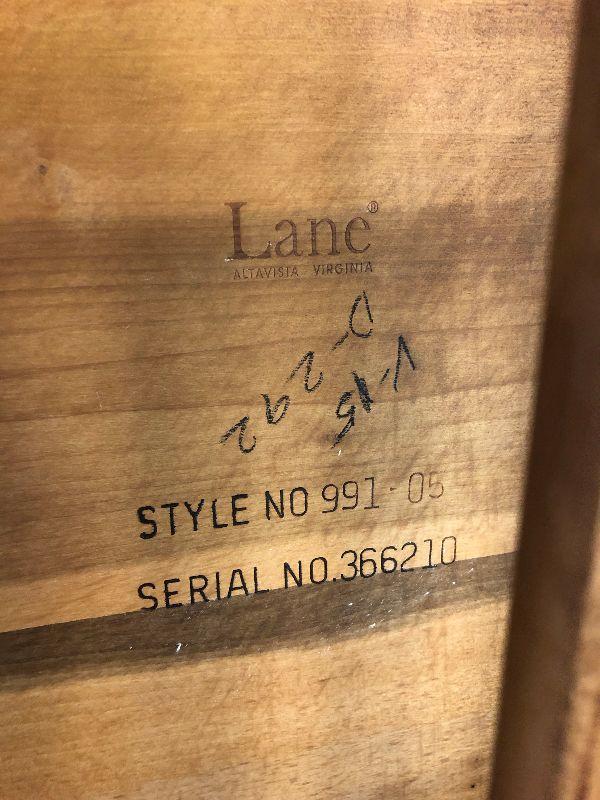 Lane®
ALTAVISTA VIRGINIA
STYLE NO 991-05
SERIAL NO.366210